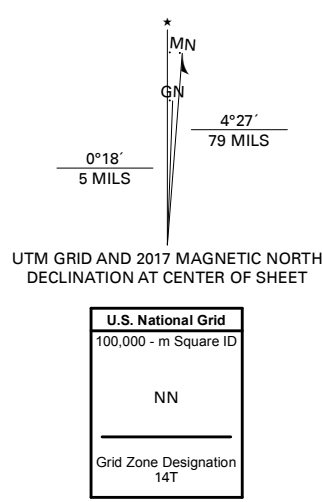 ★
MN
GN
4°27´
79 MILS
0°18´
5 MILS
UTM GRID AND 2017 MAGNETIC NORTH
DECLINATION AT CENTER OF SHEET
U.S. National Grid
100,000 - m Square ID
NN
Grid Zone Designation
14T